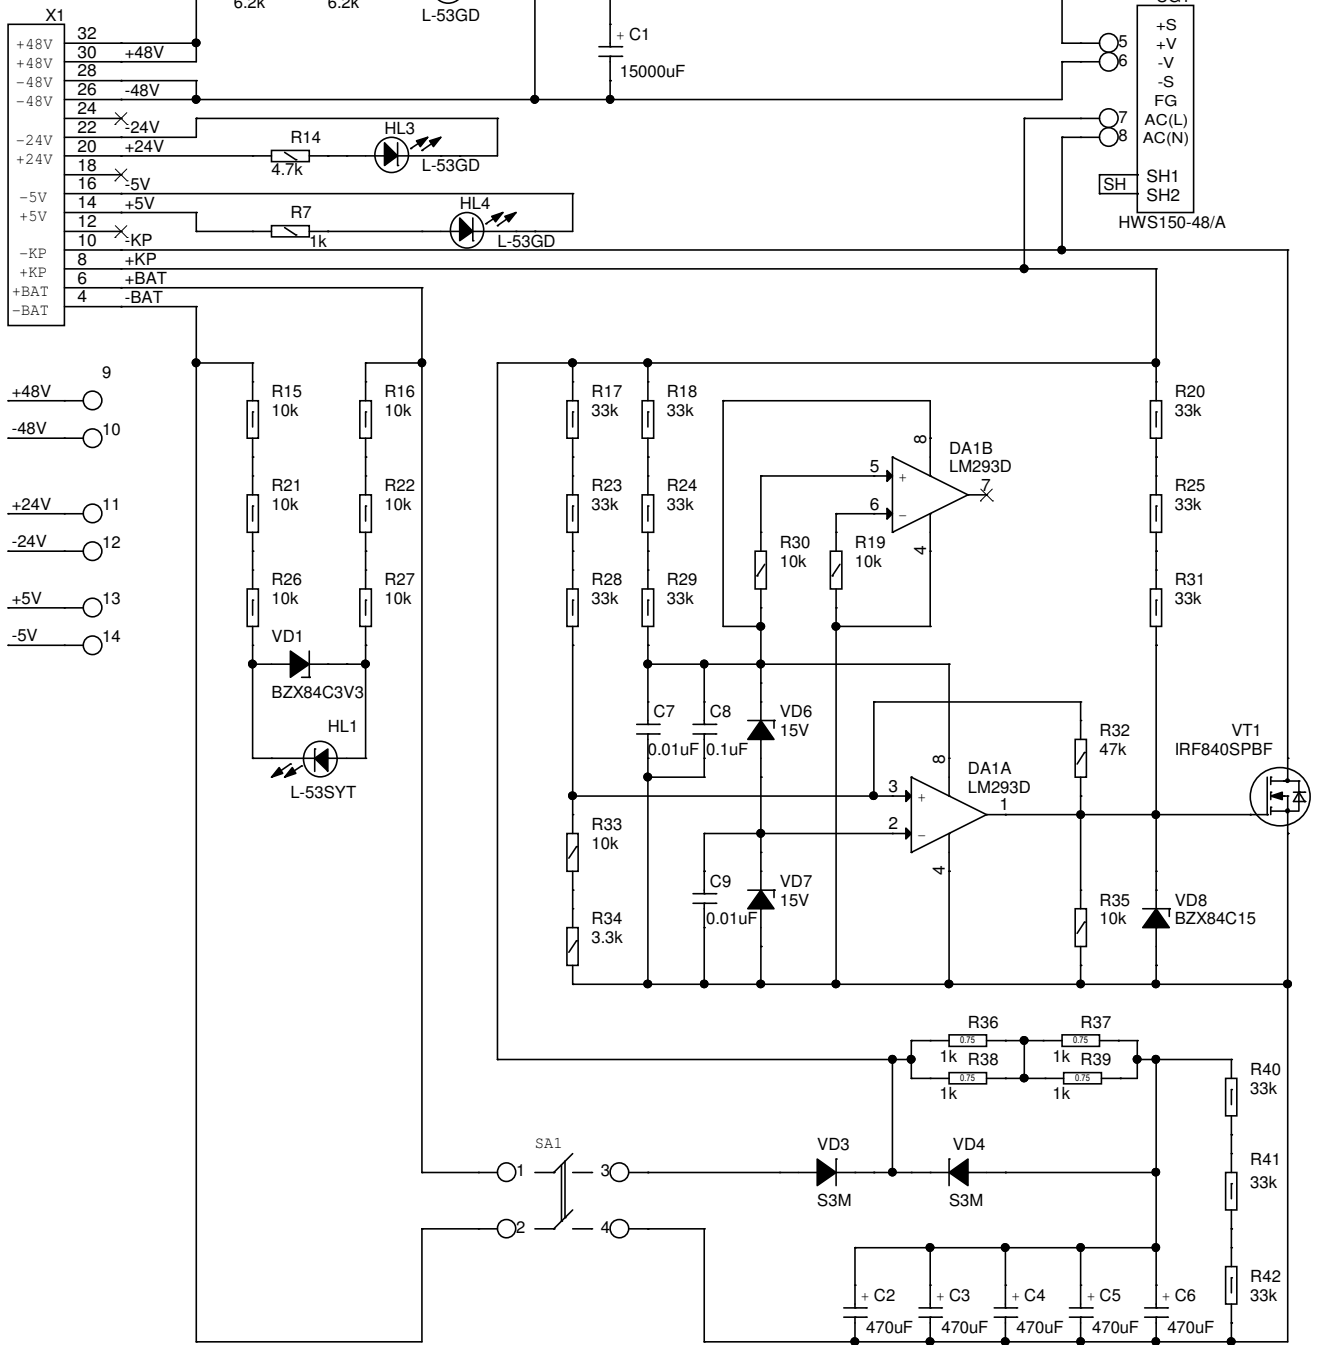 6.2k 6.2k L-53GD
X1
+48V 32
+48V 30 +48V
-48V 28
-48V 26 -48V
24
-24V 22 -24V
+24V 20 +24V
18
-5V 16 -5V
+5V 14 +5V
12
-KP 10 -KP
+KP 8 +KP
+BAT 6 +BAT
-BAT 4 -BAT
+ C1
15000uF
R14
4.7k
HL3
L-53GD
R7
1k
HL4
L-53GD
+S
5 +V
6 -V
-S
FG
7 AC(L)
8 AC(N)
SH SH1
SH2
HWS150-48/A
9
+48V
-48V 10
+24V 11
-24V 12
+5V 13
-5V 14
R15
10k
R16
10k
R21
10k
R22
10k
R26
10k
R27
10k
VD1
BZX84C3V3
HL1
L-53SYT
R17
33k
R18
33k
R23
33k
R24
33k
R28
33k
R29
33k
R30
10k
R19
10k
8
5 +
6 -
4
7
DA1B
LM293D
R20
33k
R25
33k
R31
33k
C7
0.01uF
C8
0.1uF
VD6
15V
R33
10k
R34
3.3k
C9
0.01uF
VD7
15V
8
3 +
2 -
4
1
DA1A
LM293D
R32
47k
R35
10k
VD8
BZX84C15
VT1
IRF840SPBF
R36
0.75
1k
R37
0.75
1k
R38
0.75
1k
R39
0.75
1k
R40
33k
R41
33k
R42
33k
SA1
1 3
2 4
VD3
S3M
VD4
S3M
+ C2
470uF
+ C3
470uF
+ C4
470uF
+ C5
470uF
+ C6
470uF